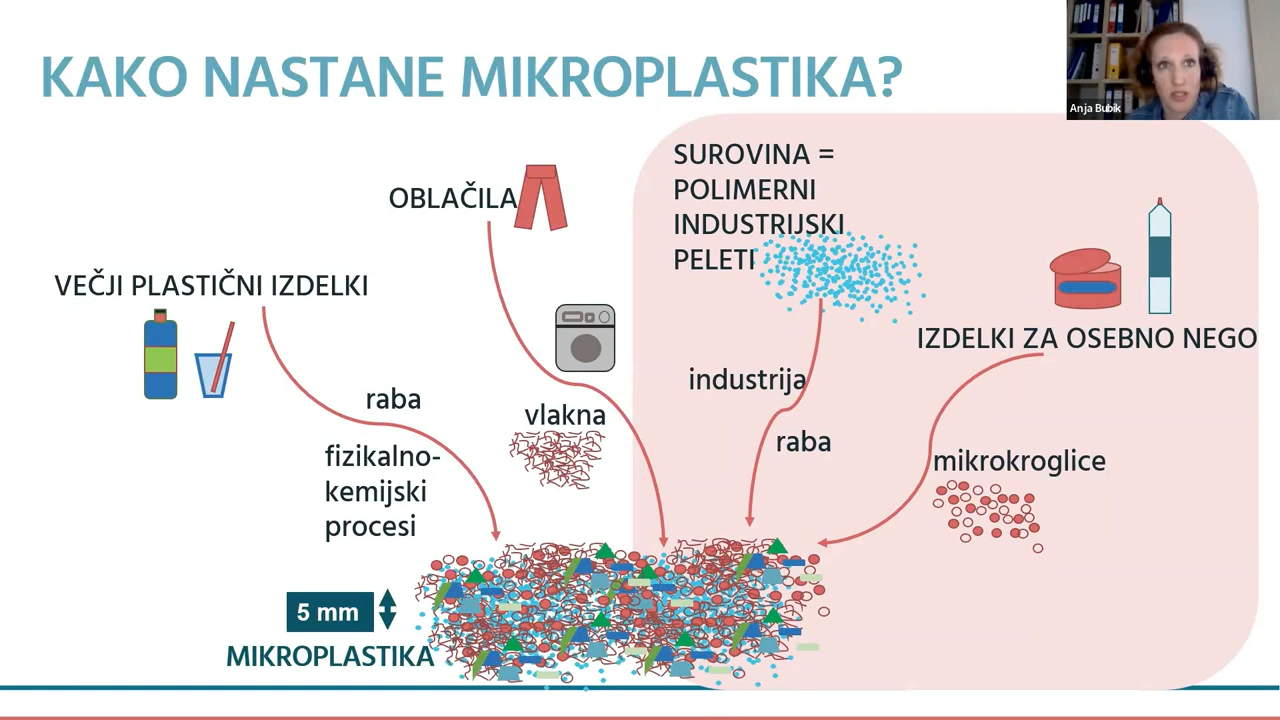 KAKO NASTANE MIKROPLASTIKA?
Anja Bubik
SUROVINA =
POLIMERNI
INDUSTRIJSKI
PELETI
OBLAČILA
VEČJI PLASTIČNI IZDELKI
IZDELKI ZA OSEBNO NEGO
industrija
raba
vlakna
raba
fizikalno-
kemijski
procesi
mikrokroglice
5 mm
MIKROPLASTIKA